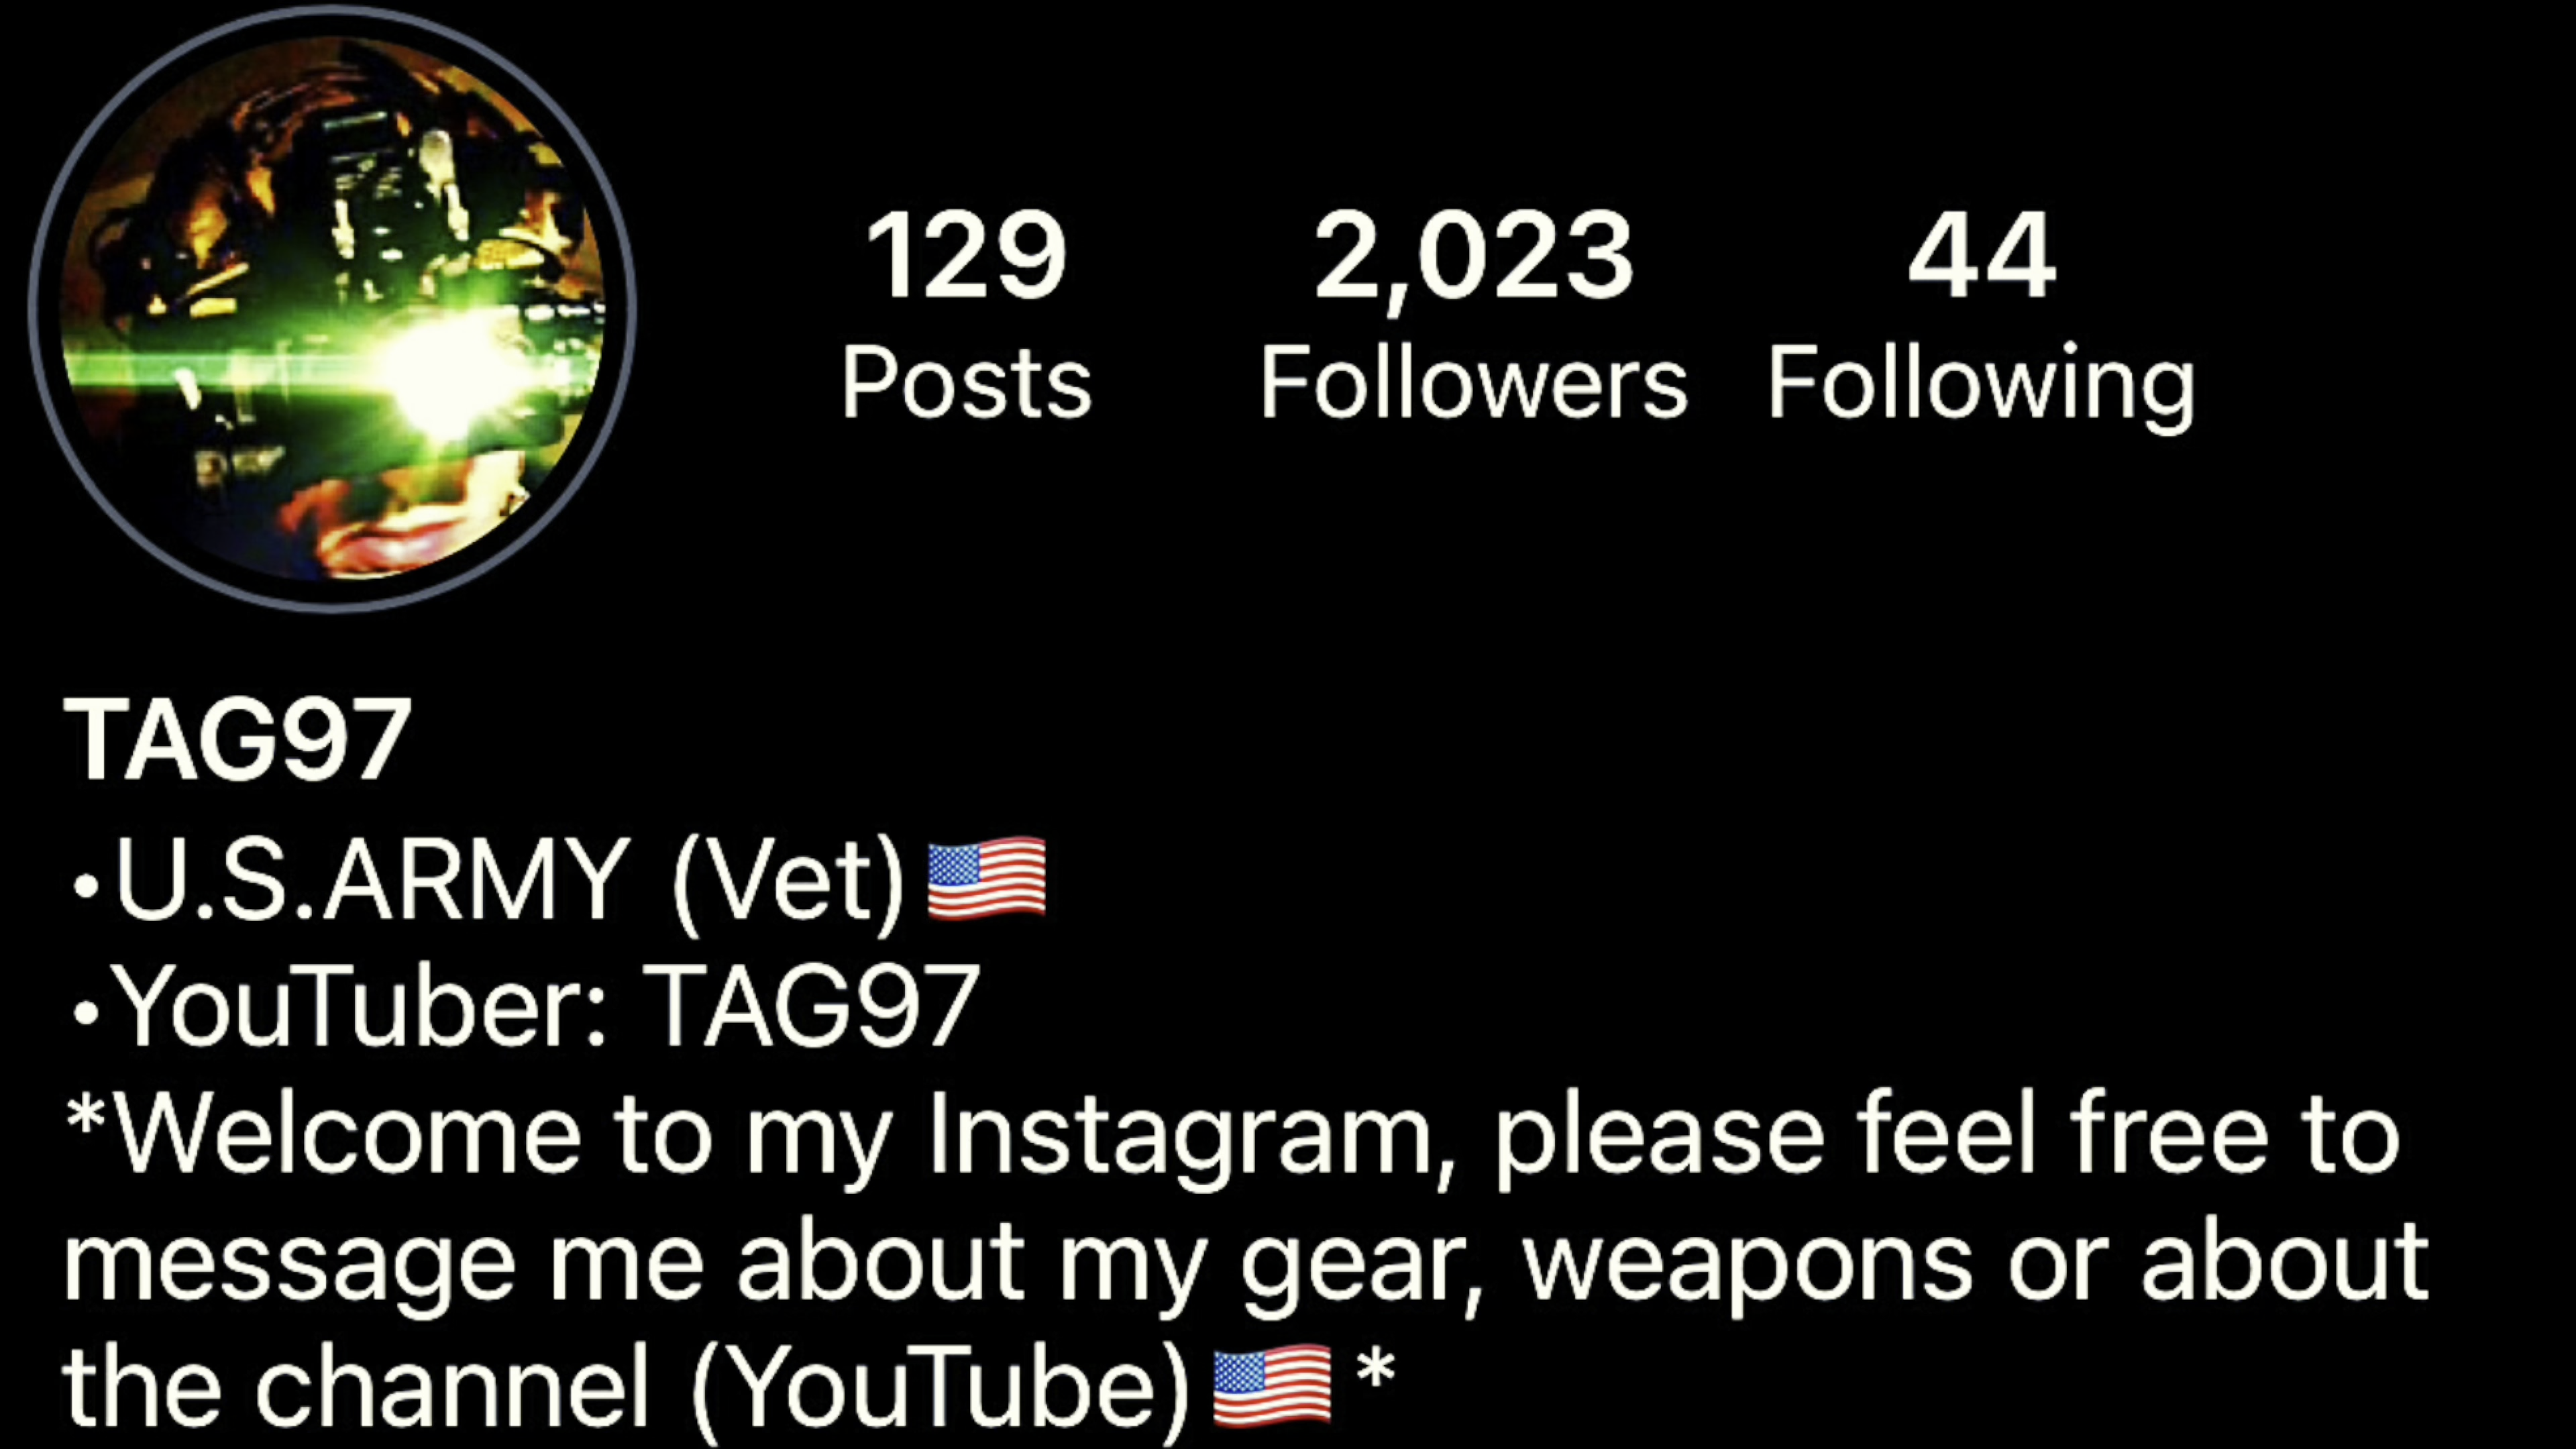 129 2,023 44
Posts Followers Following
TAG97
•U.S.ARMY (Vet)🇺🇸
•YouTuber: TAG97
*Welcome to my Instagram, please feel free to
message me about my gear, weapons or about
the channel (YouTube)🇺🇸 *